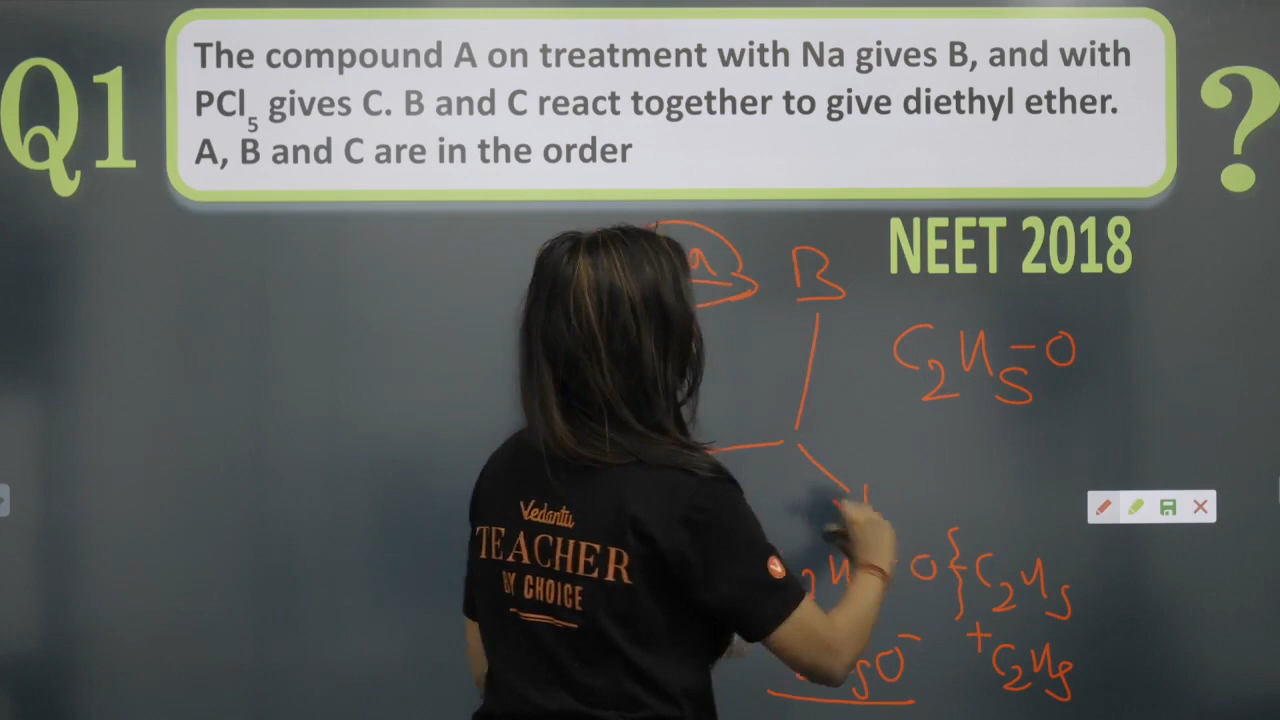 Q1
The compound A on treatment with Na gives B, and with
PCl₅ gives C. B and C react together to give diethyl ether.
A, B and C are in the order
?
NEET 2018
B
C₂H₅-O
O{C₂H₅
O⁻ +C₂H₅
Vedantu
TEACHER
BY CHOICE